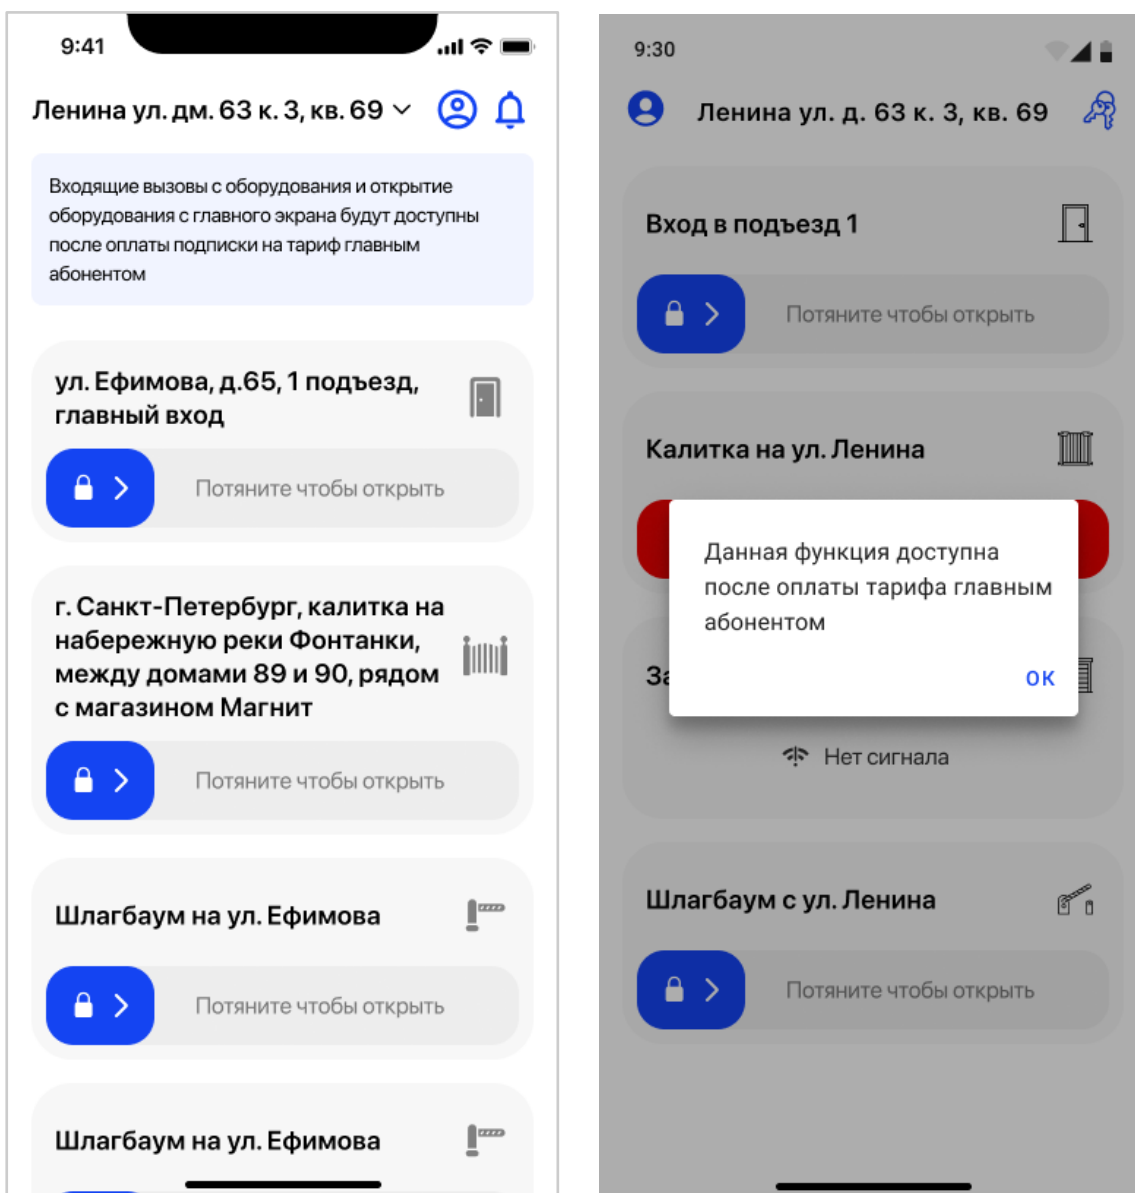 9:41
Ленина ул. дм. 63 к. 3, кв. 69
Входящие вызовы с оборудования и открытие
оборудования с главного экрана будут доступны
после оплаты подписки на тариф главным
абонентом
ул. Ефимова, д.65, 1 подъезд,
главный вход
Потяните чтобы открыть
г. Санкт-Петербург, калитка на
набережную реки Фонтанки,
между домами 89 и 90, рядом
с магазином Магнит
Потяните чтобы открыть
Шлагбаум на ул. Ефимова
Потяните чтобы открыть
Шлагбаум на ул. Ефимова
9:30
Ленина ул. д. 63 к. 3, кв. 69
Вход в подъезд 1
Потяните чтобы открыть
Калитка на ул. Ленина
Данная функция доступна
после оплаты тарифа главным
абонентом
ОК
Нет сигнала
Шлагбаум с ул. Ленина
Потяните чтобы открыть